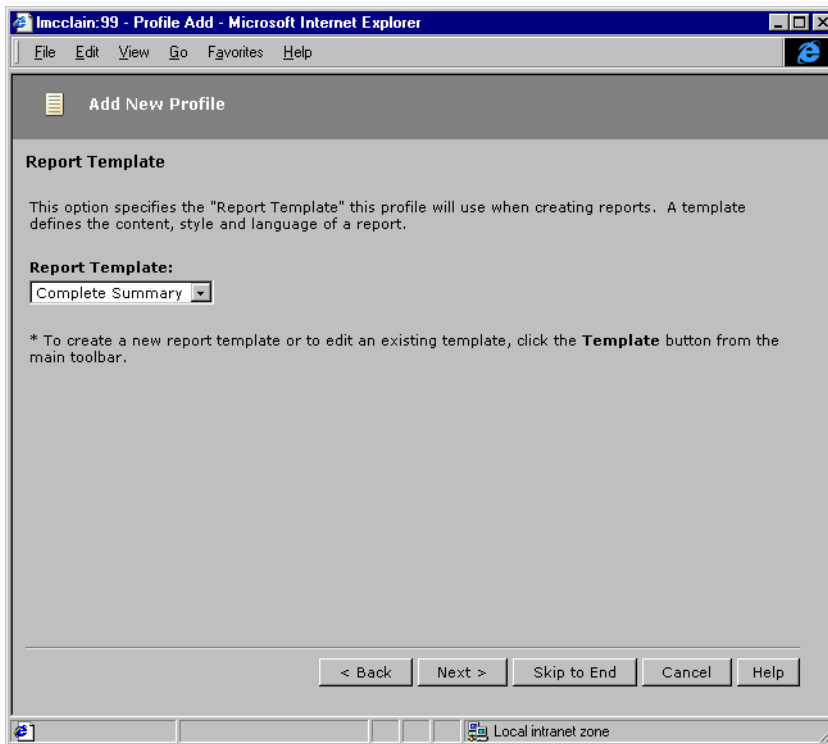 lmcclain:99 - Profile Add - Microsoft Internet Explorer
File Edit View Go Favorites Help
Add New Profile
Report Template
This option specifies the "Report Template" this profile will use when creating reports. A template
defines the content, style and language of a report.
Report Template:
Complete Summary
* To create a new report template or to edit an existing template, click the Template button from the
main toolbar.
< Back Next > Skip to End Cancel Help
Local intranet zone